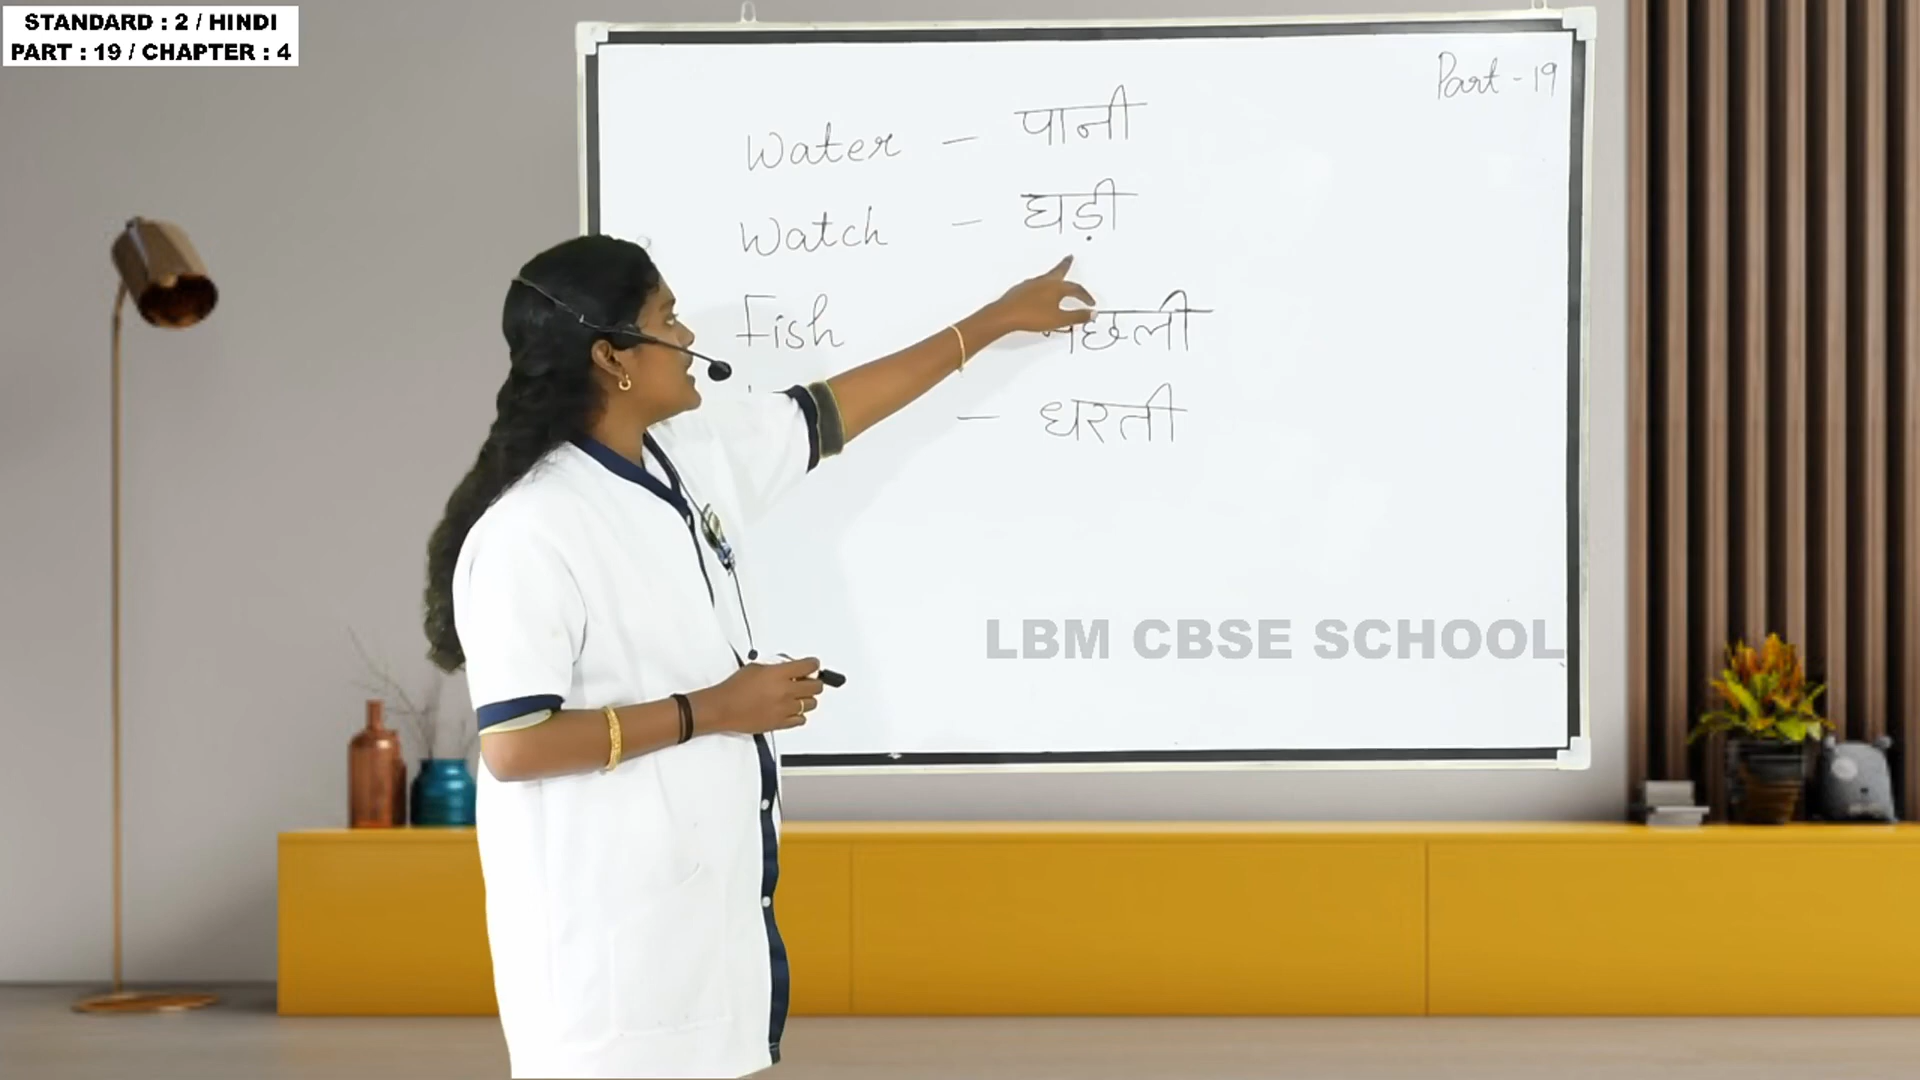 STANDARD : 2 / HINDI
PART : 19 / CHAPTER : 4
Part - 19
Water - पानी
Watch - घड़ी
Fish
- धरती
LBM CBSE SCHOOL